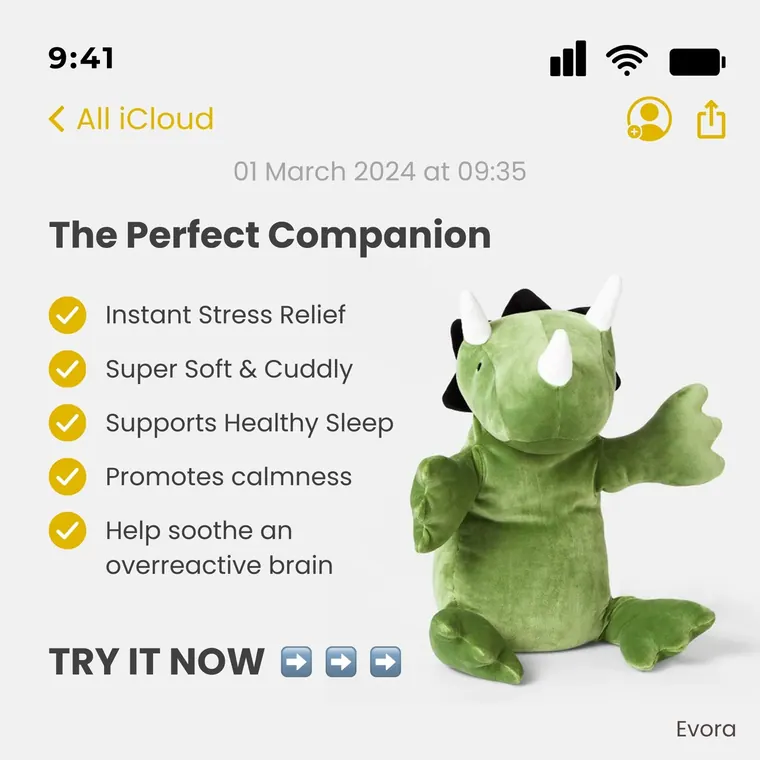 9:41
All iCloud
01 March 2024 at 09:35
The Perfect Companion
Instant Stress Relief
Super Soft & Cuddly
Supports Healthy Sleep
Promotes calmness
Help soothe an
overreactive brain
TRY IT NOW ➡️ ➡️ ➡️
Evora